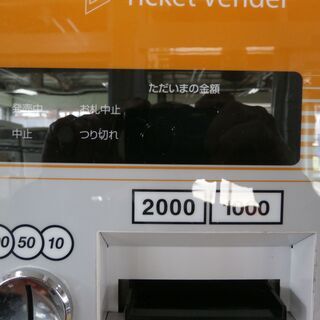 Ticket Vender
ただいまの金額
発売中 お札中止
中止 つり切れ
2000 1000
50 10